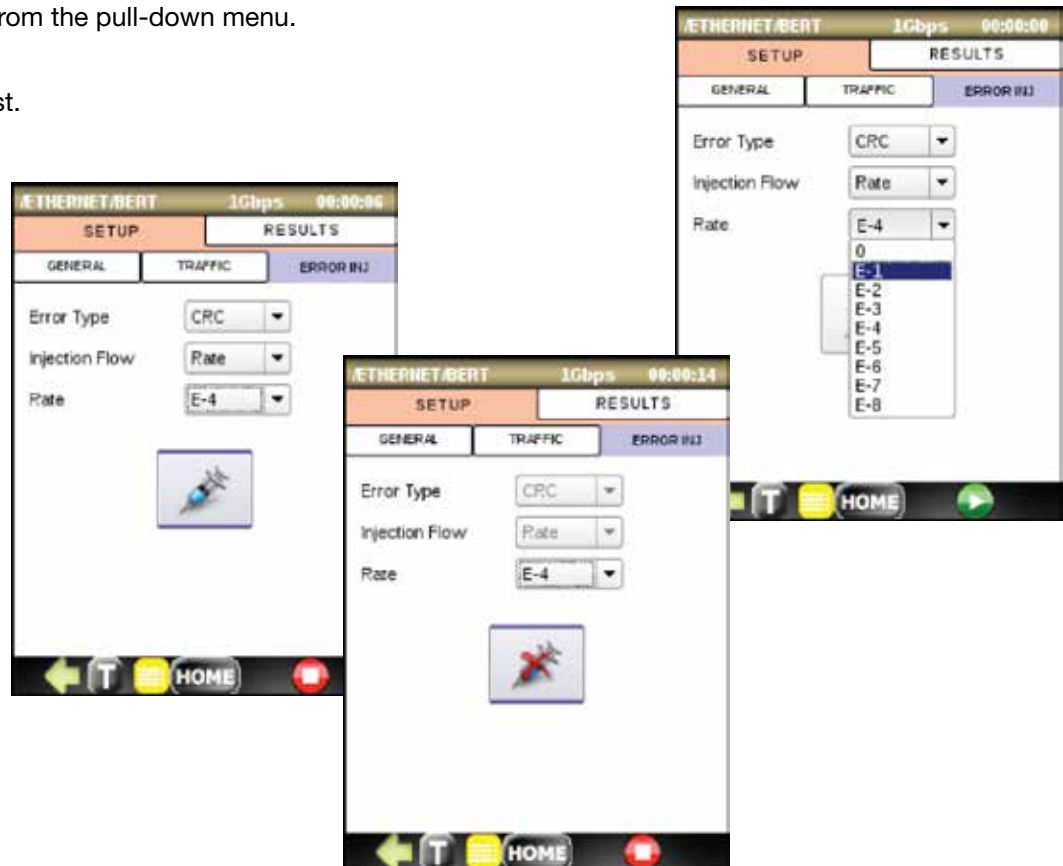 rom the pull-down menu.
st.
/ETHERNET/BERT 1Gbps 00:00:00
SETUP RESULTS
GENERAL TRAFFIC ERROR INJ
Error Type CRC
Injection Flow Rate
Rate E-4
0
E-1
E-2
E-3
E-4
E-5
E-6
E-7
E-8
T HOME
/ETHERNET/BERT 1Gbps 00:00:06
SETUP RESULTS
GENERAL TRAFFIC ERROR INJ
Error Type CRC
Injection Flow Rate
Rate E-4
T HOME
/ETHERNET/BERT 1Gbps 00:00:14
SETUP RESULTS
GENERAL TRAFFIC ERROR INJ
Error Type CRC
Injection Flow Rate
Rate E-4
T HOME